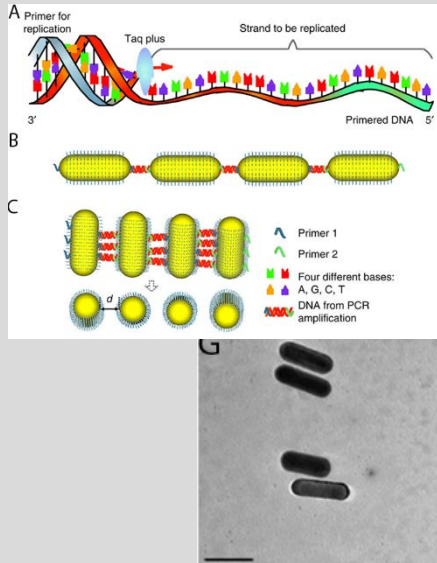 A
Primer for
replication
Taq plus
Strand to be replicated
3′
Primered DNA
5′
B
C
d
Primer 1
Primer 2
Four different bases:
A, G, C, T
DNA from PCR
amplification
G